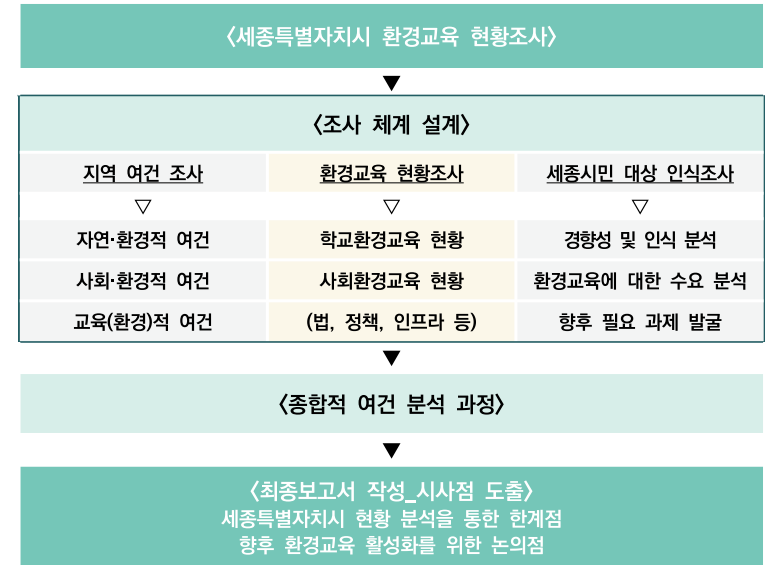 <세종특별자치시 환경교육 현황조사>
▼
<조사 체계 설계>
지역 여건 조사 환경교육 현황조사 세종시민 대상 인식조사
▽ ▽ ▽
자연·환경적 여건 학교환경교육 현황 경향성 및 인식 분석
사회·환경적 여건 사회환경교육 현황 환경교육에 대한 수요 분석
교육(환경)적 여건 (법, 정책, 인프라 등) 향후 필요 과제 발굴
▼
<종합적 여건 분석 과정>
▼
<최종보고서 작성_시사점 도출>
세종특별자치시 현황 분석을 통한 한계점
향후 환경교육 활성화를 위한 논의점